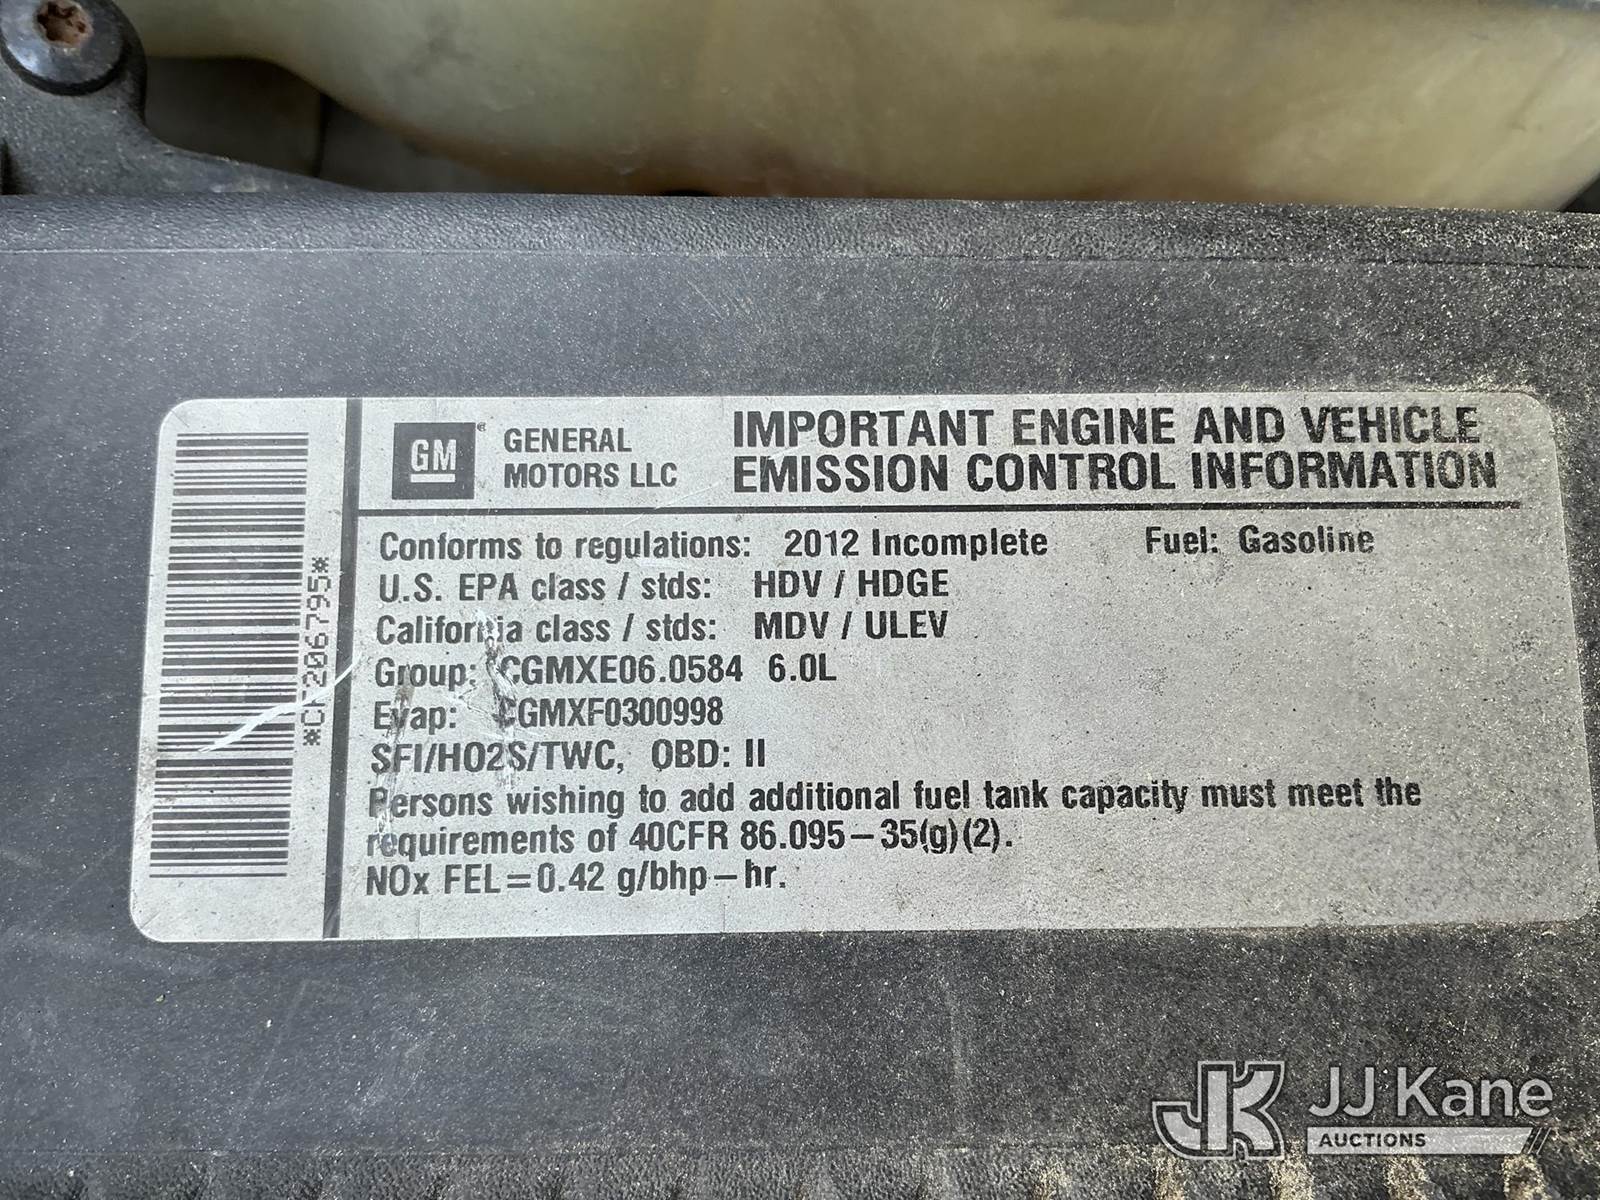 GM® GENERAL MOTORS LLC
IMPORTANT ENGINE AND VEHICLE
EMISSION CONTROL INFORMATION
Conforms to regulations: 2012 Incomplete Fuel: Gasoline
U.S. EPA class / stds: HDV / HDGE
California class / stds: MDV / ULEV
Group: CGMXE06.0584 6.0L
Evap: CGMXF0300998
SFI/HO2S/TWC, OBD: II
Persons wishing to add additional fuel tank capacity must meet the
requirements of 40CFR 86.095-35(g)(2).
NOx FEL=0.42 g/bhp-hr.
JK JJ Kane
AUCTIONS